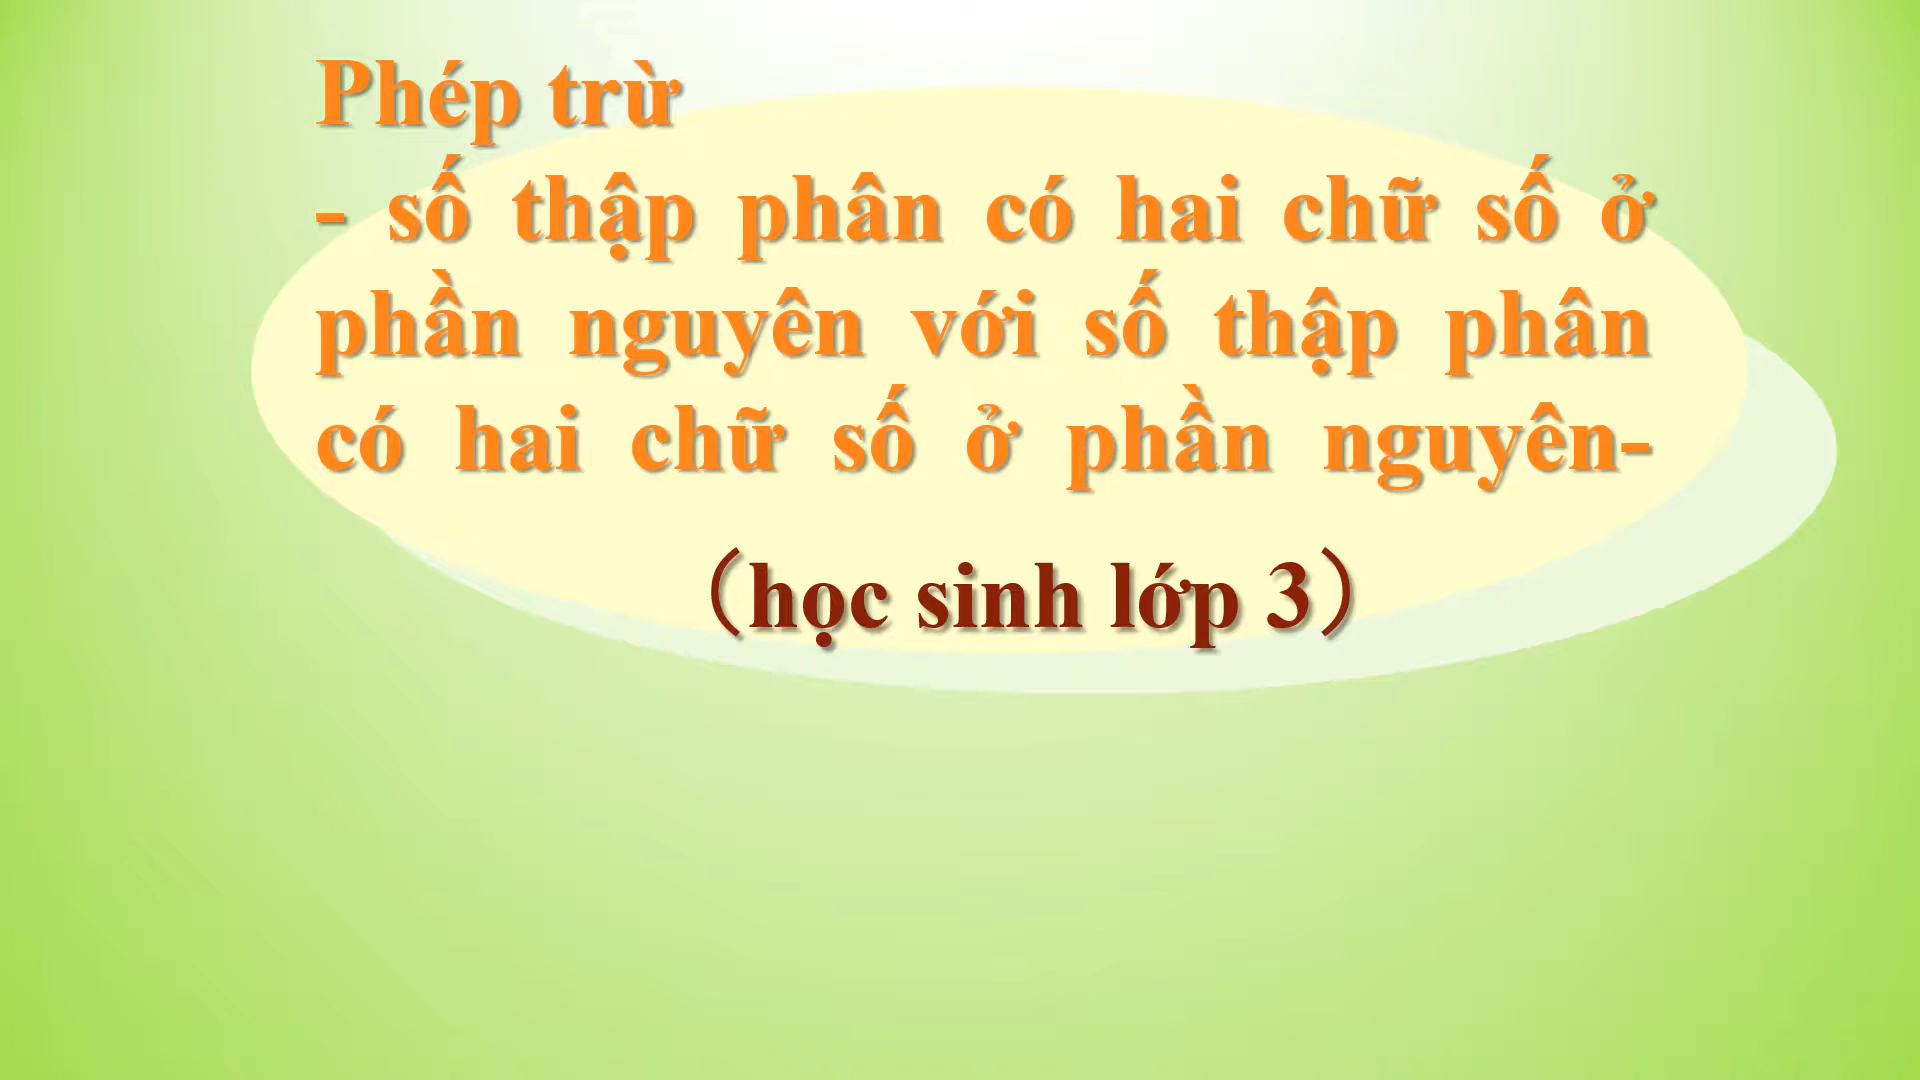 Phép trừ
- số thập phân có hai chữ số ở
phần nguyên với số thập phân
có hai chữ số ở phần nguyên-
（học sinh lớp 3）